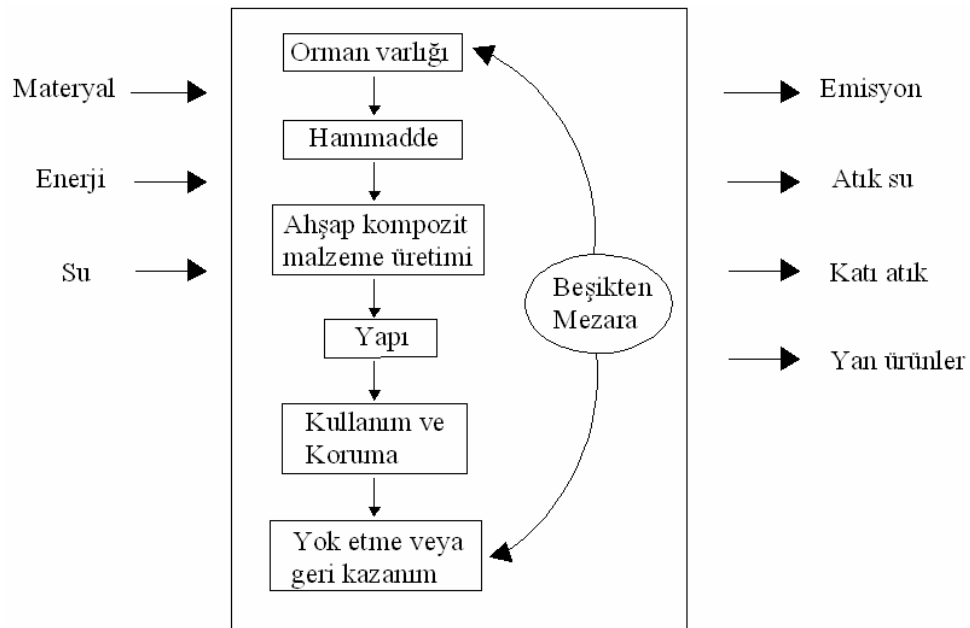 Materyal
Enerji
Su
Orman varlığı
Hammadde
Ahşap kompozit
malzeme üretimi
Yapı
Kullanım ve
Koruma
Yok etme veya
geri kazanım
Beşikten
Mezara
Emisyon
Atık su
Katı atık
Yan ürünler